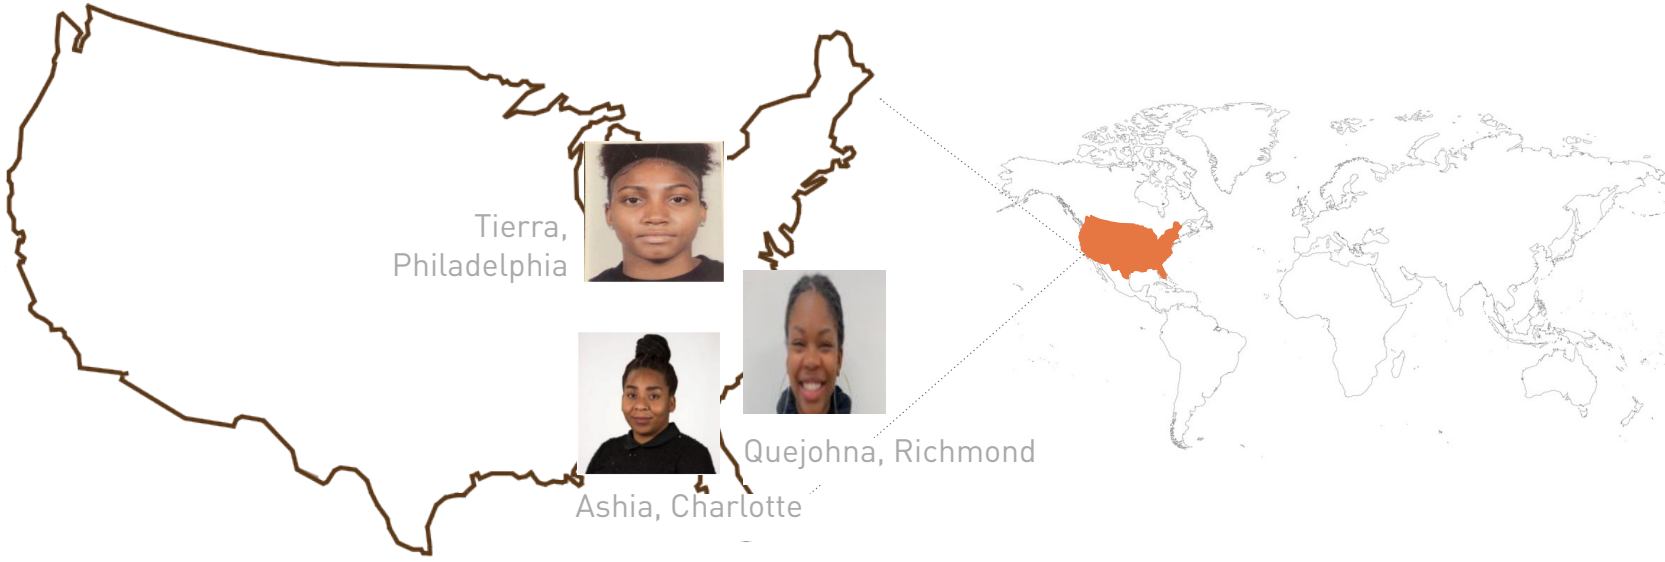 Tierra,
Philadelphia
Quejohna, Richmond
Ashia, Charlotte